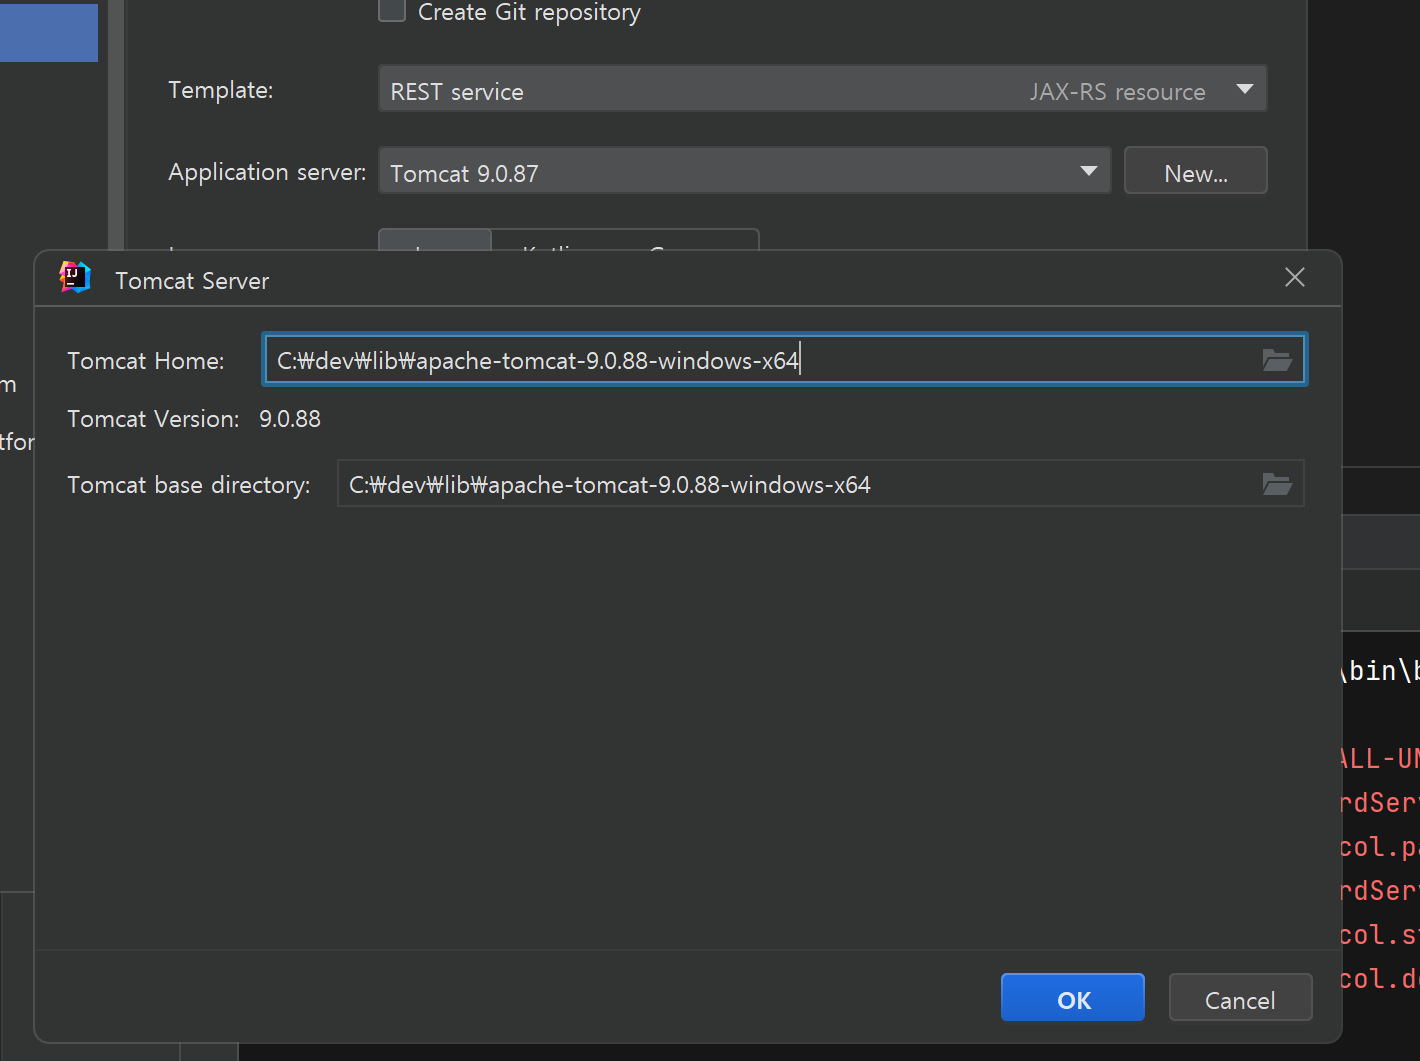 Create Git repository
Template:
REST service
JAX-RS resource
Application server:
Tomcat 9.0.87
New...
Tomcat Server
Tomcat Home:
C:₩dev₩lib₩apache-tomcat-9.0.88-windows-x64
Tomcat Version: 9.0.88
Tomcat base directory:
C:₩dev₩lib₩apache-tomcat-9.0.88-windows-x64
m
tfor
\bin\b
ALL-UN
rdSer
col.pa
rdSer
col.s
col.d
OK
Cancel